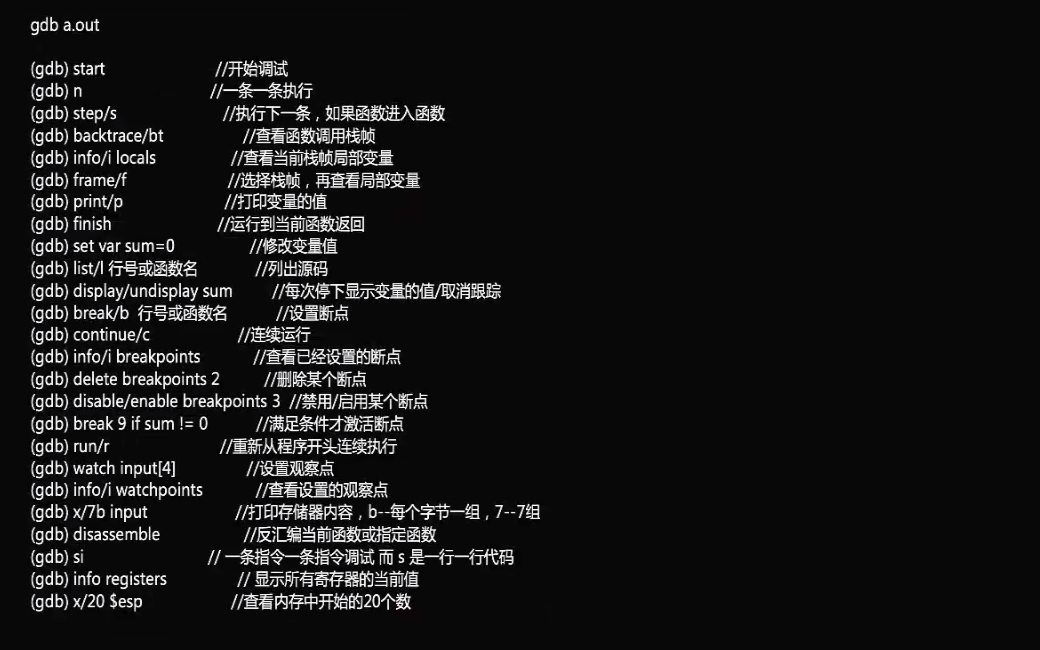 gdb a.out
(gdb) start //开始调试
(gdb) n //一条一条执行
(gdb) step/s //执行下一条，如果函数进入函数
(gdb) backtrace/bt //查看函数调用栈帧
(gdb) info/i locals //查看当前栈帧局部变量
(gdb) frame/f //选择栈帧，再查看局部变量
(gdb) print/p //打印变量的值
(gdb) finish //运行到当前函数返回
(gdb) set var sum=0 //修改变量值
(gdb) list/l 行号或函数名 //列出源码
(gdb) display/undisplay sum //每次停下显示变量的值/取消跟踪
(gdb) break/b 行号或函数名 //设置断点
(gdb) continue/c //连续运行
(gdb) info/i breakpoints //查看已经设置的断点
(gdb) delete breakpoints 2 //删除某个断点
(gdb) disable/enable breakpoints 3 //禁用/启用某个断点
(gdb) break 9 if sum != 0 //满足条件才激活断点
(gdb) run/r //重新从程序开头连续执行
(gdb) watch input[4] //设置观察点
(gdb) info/i watchpoints //查看设置的观察点
(gdb) x/7b input //打印存储器内容，b--每个字节一组，7--7组
(gdb) disassemble //反汇编当前函数或指定函数
(gdb) si // 一条指令一条指令调试 而 s 是一行一行代码
(gdb) info registers // 显示所有寄存器的当前值
(gdb) x/20 $esp //查看内存中开始的20个数